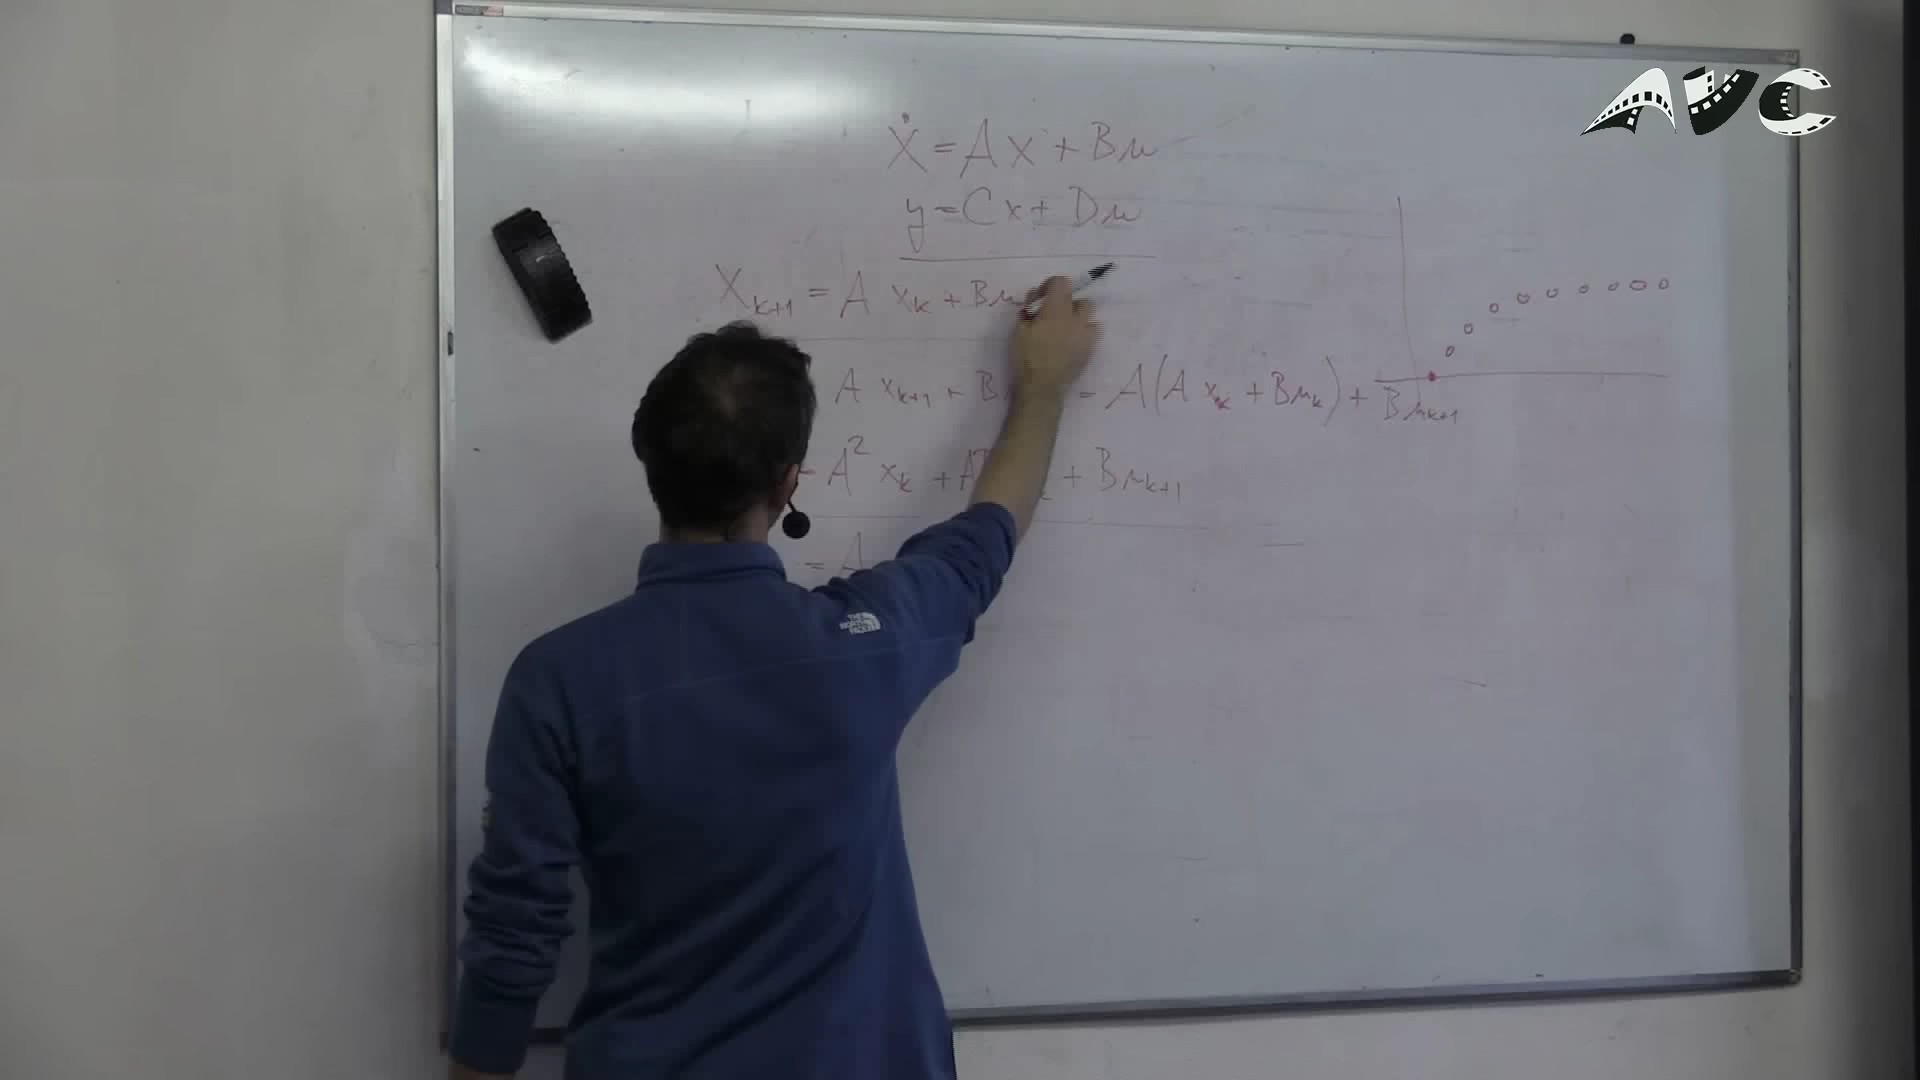 AVC
Ẋ = Ax + Bu
y = Cx + Du
X_{k+1} = A x_k + Bu
A x_{k+1} + B = A(A x_k + Bu_k) + Bu_{k+1}
= A² x_k + A + Bu_{k+1}
= A